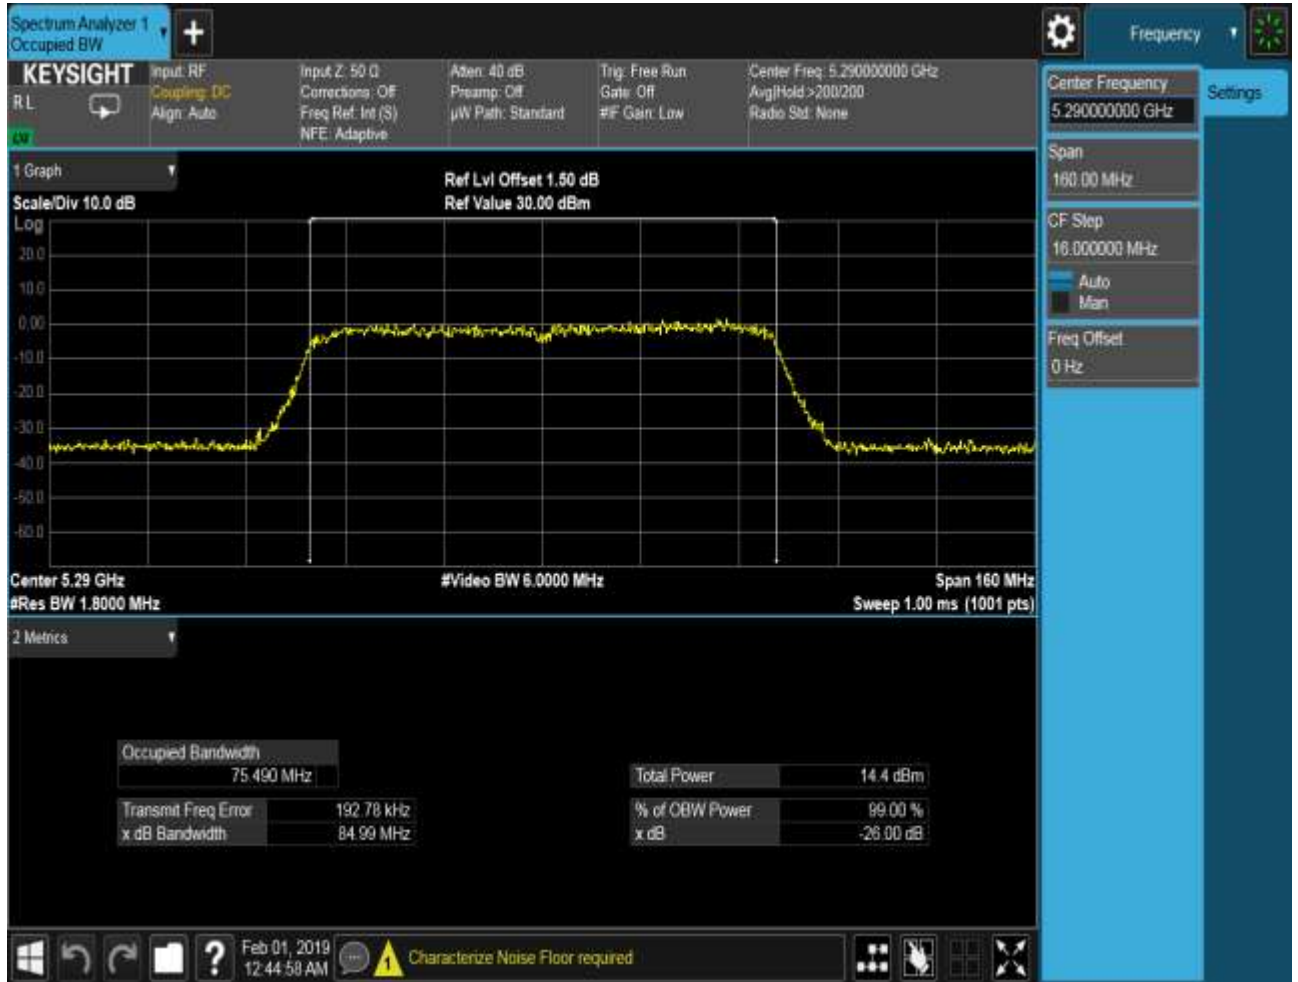 Spectrum Analyzer 1
Occupied BW
Frequency
KEYSIGHT
R L
Input: RF
Coupling: DC
Align: Auto
Input Z: 50 Ω
Corrections: Off
Freq Ref: Int (S)
NFE: Adaptive
Atten: 40 dB
Preamp: Off
µW Path: Standard
Trig: Free Run
Gate: Off
#IF Gain: Low
Center Freq: 5.290000000 GHz
Avg|Hold:>200/200
Radio Std: None
Center Frequency
5.290000000 GHz
Settings
Span
160.00 MHz
CF Step
16.000000 MHz
Auto
Man
Freq Offset
0 Hz
1 Graph
Scale/Div 10.0 dB
Ref Lvl Offset 1.50 dB
Ref Value 30.00 dBm
Log
20.0
10.0
0.00
-10.0
-20.0
-30.0
-40.0
-50.0
-60.0
Center 5.29 GHz
#Video BW 6.0000 MHz
Span 160 MHz
#Res BW 1.8000 MHz
Sweep 1.00 ms (1001 pts)
2 Metrics
Occupied Bandwidth
75.490 MHz
Transmit Freq Error 192.78 kHz
x dB Bandwidth 84.99 MHz
Total Power 14.4 dBm
% of OBW Power 99.00 %
x dB -26.00 dB
?
Feb 01, 2019
12:44:58 AM
1
Characterize Noise Floor required